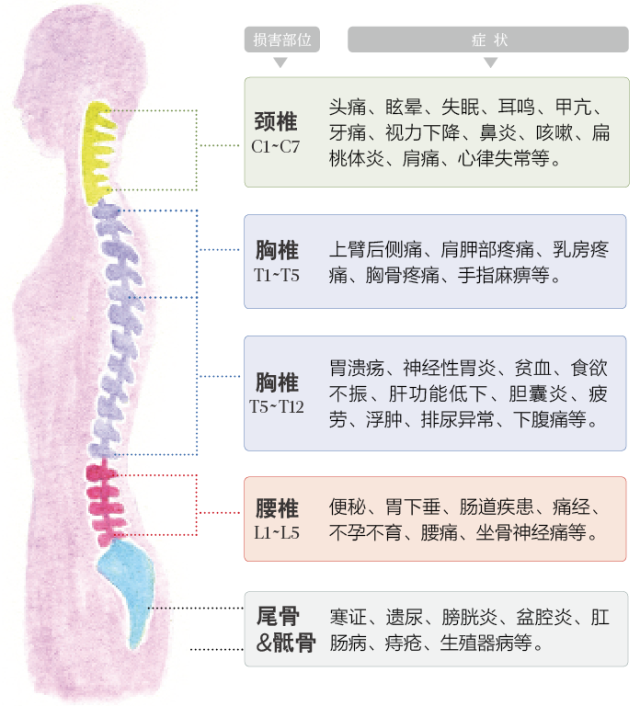 损害部位
症 状
颈椎
C1~C7
头痛、眩晕、失眠、耳鸣、甲亢、
牙痛、视力下降、鼻炎、咳嗽、扁
桃体炎、肩痛、心律失常等。
胸椎
T1~T5
上臂后侧痛、肩胛部疼痛、乳房疼
痛、胸骨疼痛、手指麻痹等。
胸椎
T5~T12
胃溃疡、神经性胃炎、贫血、食欲
不振、肝功能低下、胆囊炎、疲
劳、浮肿、排尿异常、下腹痛等。
腰椎
L1~L5
便秘、胃下垂、肠道疾患、痛经、
不孕不育、腰痛、坐骨神经痛等。
尾骨
&骶骨
寒证、遗尿、膀胱炎、盆腔炎、肛
肠病、痔疮、生殖器病等。